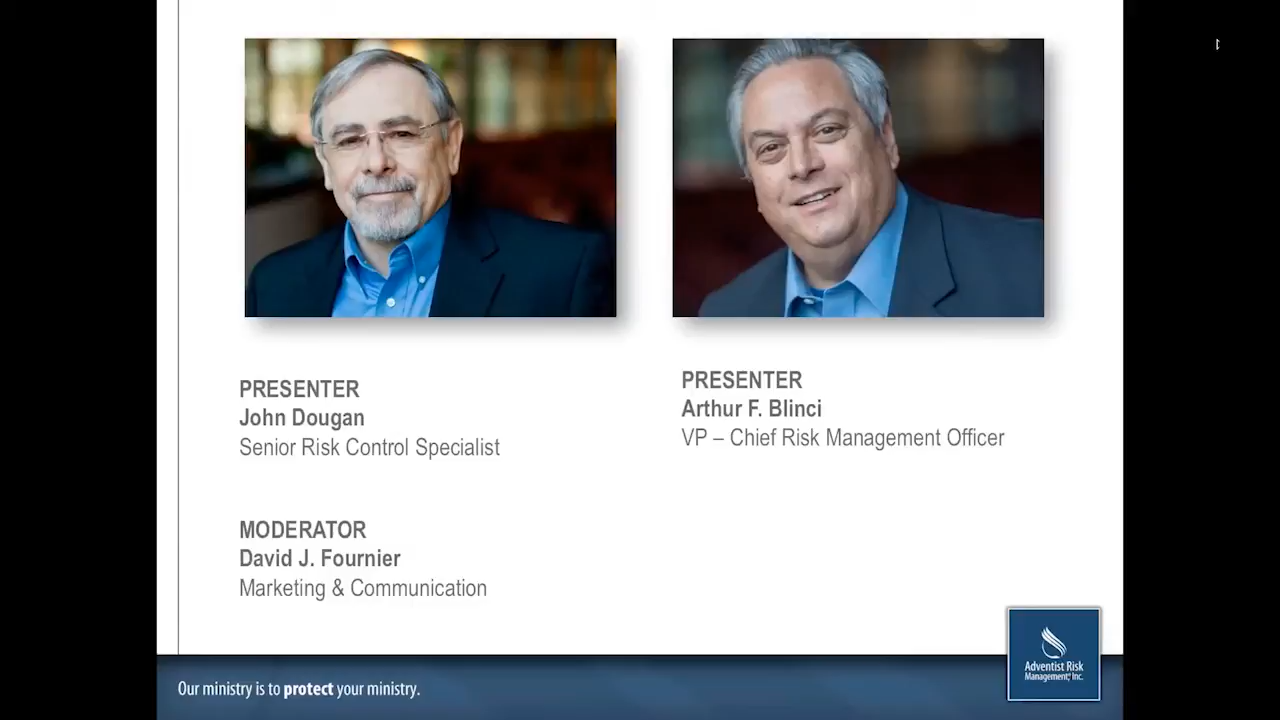 PRESENTER
John Dougan
Senior Risk Control Specialist
PRESENTER
Arthur F. Blinci
VP – Chief Risk Management Officer
MODERATOR
David J. Fournier
Marketing & Communication
Our ministry is to protect your ministry.
Adventist Risk
Management, Inc.